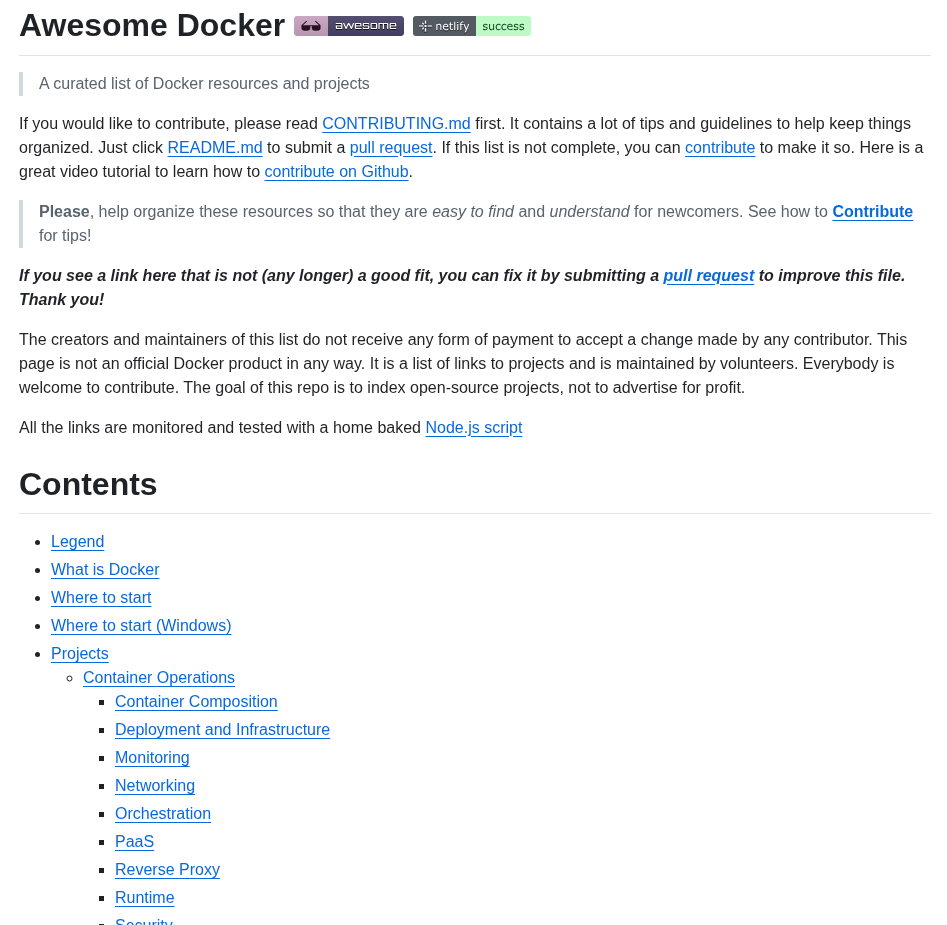 Awesome Docker awesome netlify success
A curated list of Docker resources and projects
If you would like to contribute, please read CONTRIBUTING.md first. It contains a lot of tips and guidelines to help keep things
organized. Just click README.md to submit a pull request. If this list is not complete, you can contribute to make it so. Here is a
great video tutorial to learn how to contribute on Github.
Please, help organize these resources so that they are easy to find and understand for newcomers. See how to Contribute
for tips!
If you see a link here that is not (any longer) a good fit, you can fix it by submitting a pull request to improve this file.
Thank you!
The creators and maintainers of this list do not receive any form of payment to accept a change made by any contributor. This
page is not an official Docker product in any way. It is a list of links to projects and is maintained by volunteers. Everybody is
welcome to contribute. The goal of this repo is to index open-source projects, not to advertise for profit.
All the links are monitored and tested with a home baked Node.js script
Contents
Legend
What is Docker
Where to start
Where to start (Windows)
Projects
Container Operations
Container Composition
Deployment and Infrastructure
Monitoring
Networking
Orchestration
PaaS
Reverse Proxy
Runtime
Security